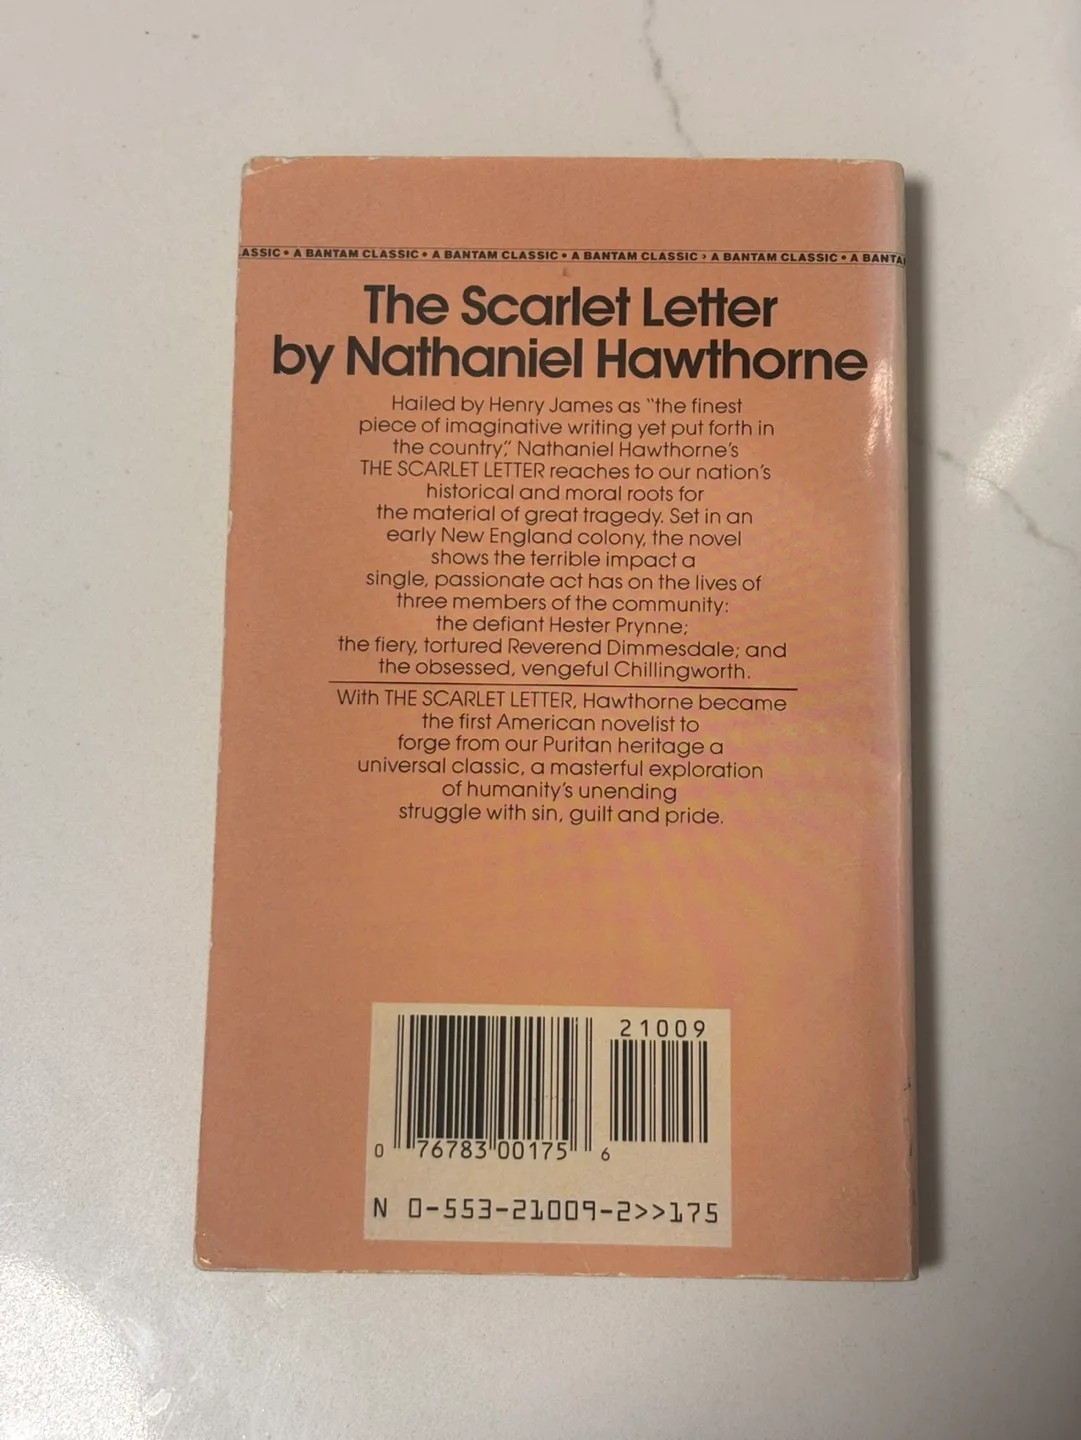 ASSIC • A BANTAM CLASSIC • A BANTAM CLASSIC • A BANTAM CLASSIC • A BANTAM CLASSIC • A BANTA
The Scarlet Letter
by Nathaniel Hawthorne
Hailed by Henry James as "the finest
piece of imaginative writing yet put forth in
the country," Nathaniel Hawthorne's
THE SCARLET LETTER reaches to our nation's
historical and moral roots for
the material of great tragedy. Set in an
early New England colony, the novel
shows the terrible impact a
single, passionate act has on the lives of
three members of the community:
the defiant Hester Prynne;
the fiery, tortured Reverend Dimmesdale; and
the obsessed, vengeful Chillingworth.
With THE SCARLET LETTER, Hawthorne became
the first American novelist to
forge from our Puritan heritage a
universal classic, a masterful exploration
of humanity's unending
struggle with sin, guilt and pride.
21009
0 76783 00175 6
N 0-553-21009-2>>175